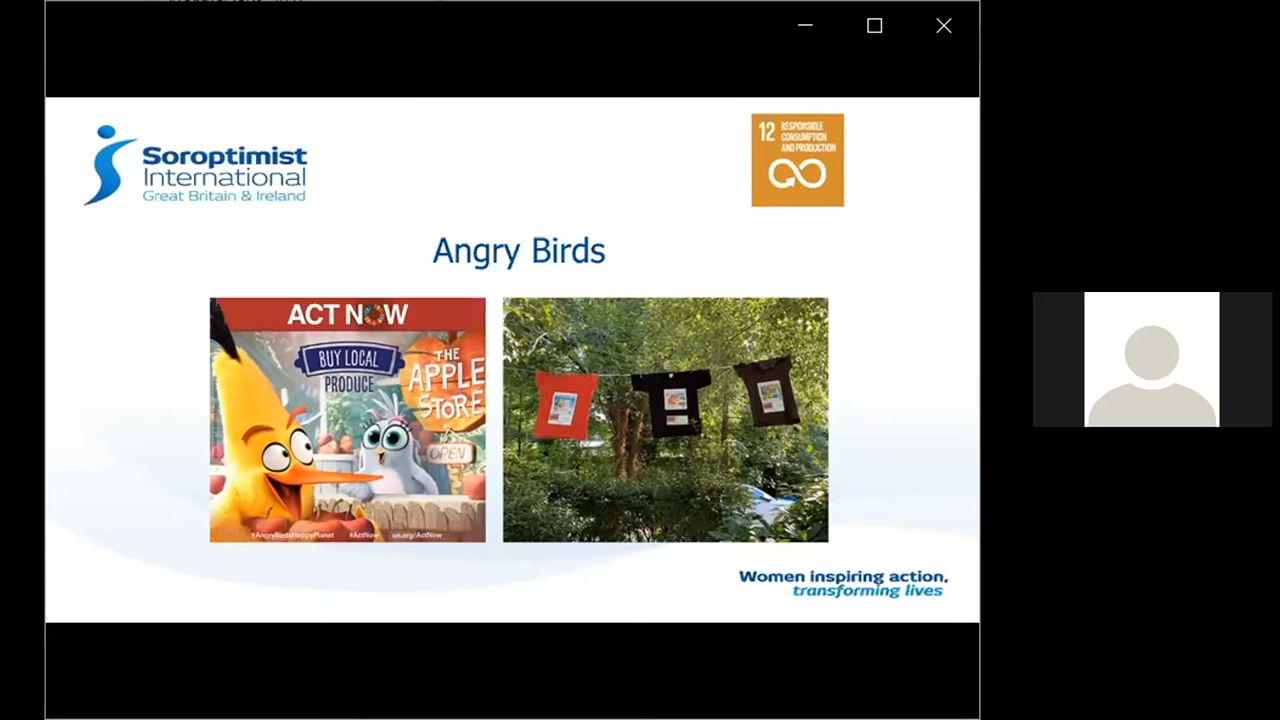 Soroptimist
International
Great Britain & Ireland
12 RESPONSIBLE
CONSUMPTION
AND PRODUCTION
Angry Birds
ACT NOW
BUY LOCAL
PRODUCE
THE
APPLE
STORE
OPEN
#AngryBirdsHappyPlanet #ActNow un.org/ActNow
Women inspiring action,
transforming lives